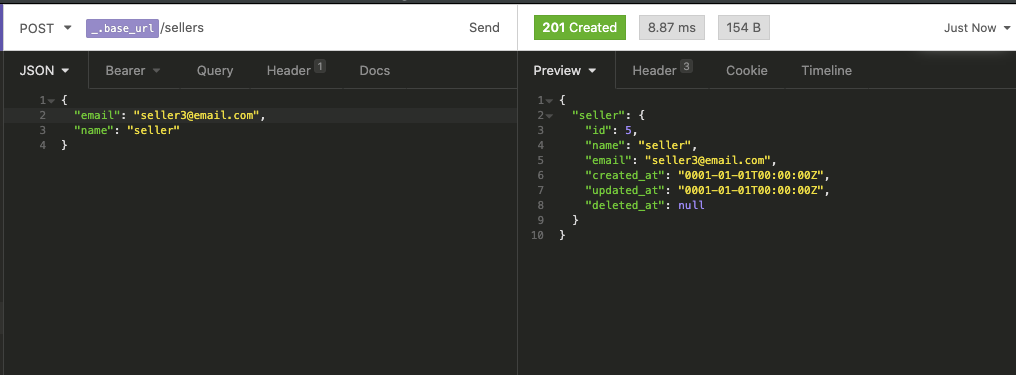 POST _.base_url/sellers Send
201 Created 8.87 ms 154 B Just Now
JSON Bearer Query Header 1 Docs
Preview Header 3 Cookie Timeline
1 {
2 "email": "seller3@email.com",
3 "name": "seller"
4 }
1 {
2 "seller": {
3 "id": 5,
4 "name": "seller",
5 "email": "seller3@email.com",
6 "created_at": "0001-01-01T00:00:00Z",
7 "updated_at": "0001-01-01T00:00:00Z",
8 "deleted_at": null
9 }
10 }